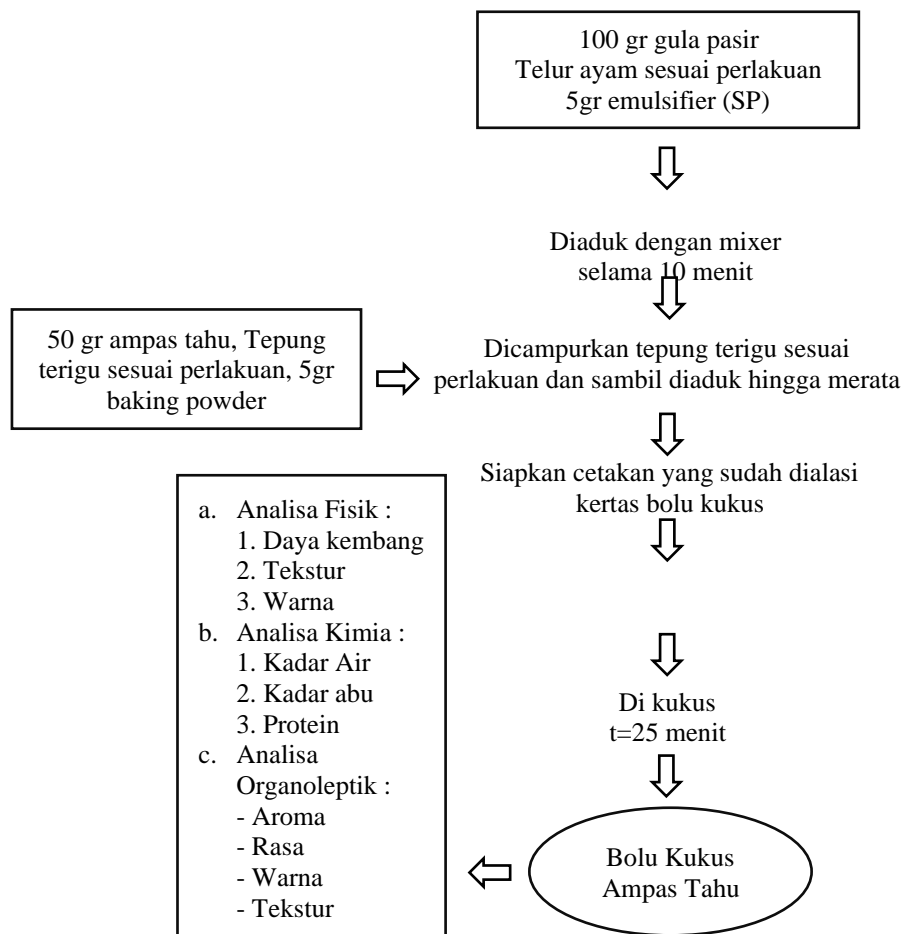 100 gr gula pasir
Telur ayam sesuai perlakuan
5gr emulsifier (SP)
Diaduk dengan mixer
selama 10 menit
50 gr ampas tahu, Tepung
terigu sesuai perlakuan, 5gr
baking powder
Dicampurkan tepung terigu sesuai
perlakuan dan sambil diaduk hingga merata
Siapkan cetakan yang sudah dialasi
kertas bolu kukus
Di kukus
t=25 menit
Bolu Kukus
Ampas Tahu
a. Analisa Fisik :
1. Daya kembang
2. Tekstur
3. Warna
b. Analisa Kimia :
1. Kadar Air
2. Kadar abu
3. Protein
c. Analisa
Organoleptik :
- Aroma
- Rasa
- Warna
- Tekstur